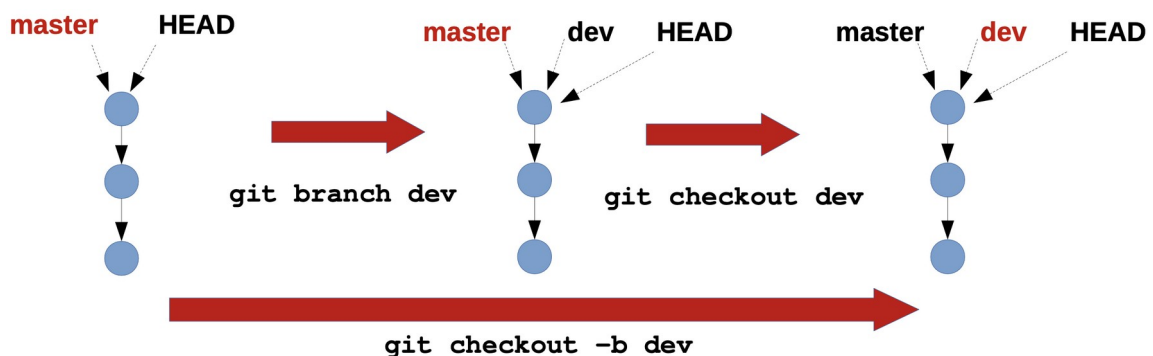 master HEAD
master dev HEAD
master dev HEAD
git branch dev
git checkout dev
git checkout –b dev